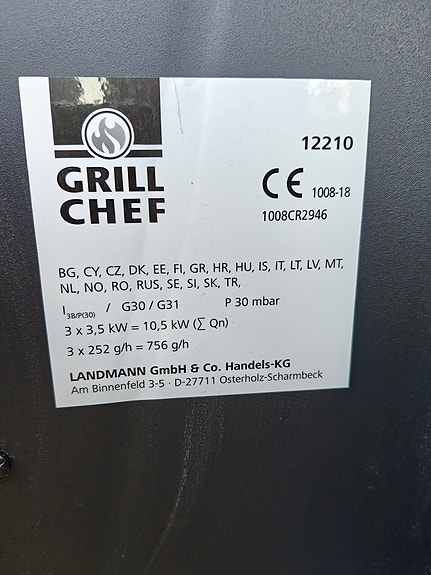 GRILL
CHEF
12210
CE 1008-18
1008CR2946
BG, CY, CZ, DK, EE, FI, GR, HR, HU, IS, IT, LT, LV, MT,
NL, NO, RO, RUS, SE, SI, SK, TR,
I3B/P(30) / G30 / G31 P 30 mbar
3 x 3,5 kW = 10,5 kW (∑ Qn)
3 x 252 g/h = 756 g/h
LANDMANN GmbH & Co. Handels-KG
Am Binnenfeld 3-5 · D-27711 Osterholz-Scharmbeck